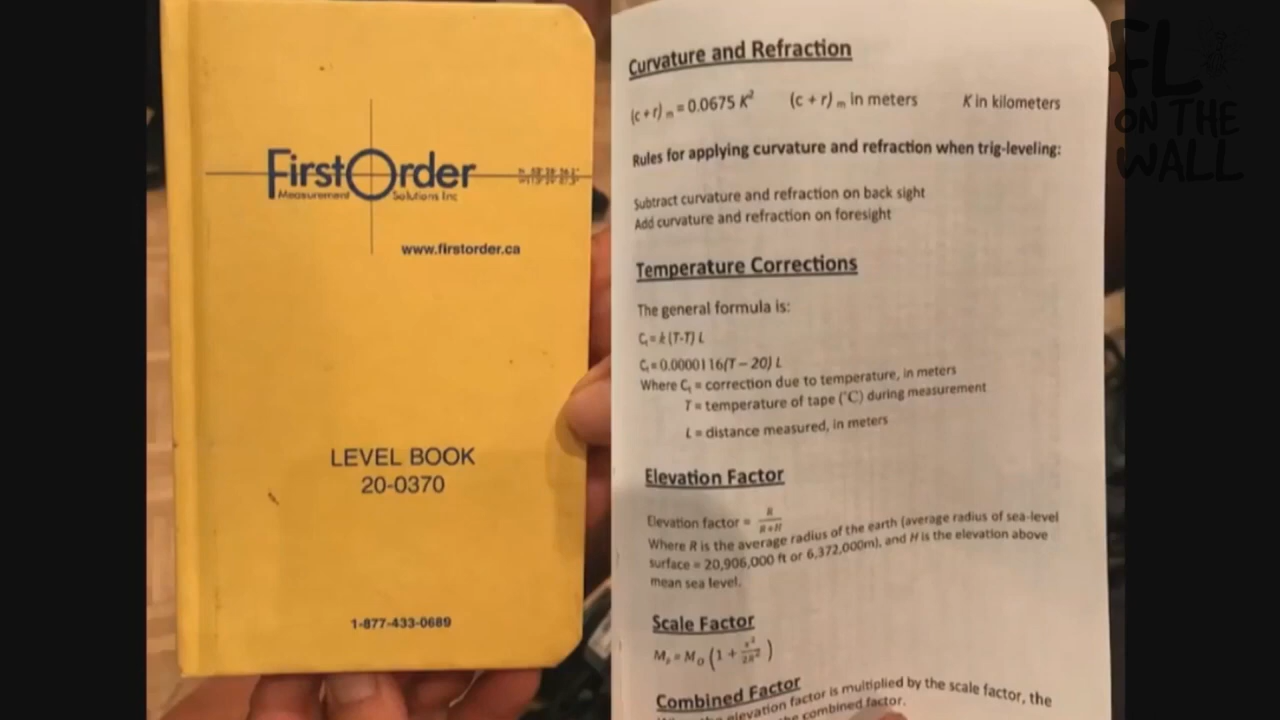 FirstOrder
Measurement Solutions Inc
www.firstorder.ca
LEVEL BOOK
20-0370
1-877-433-0689
Curvature and Refraction
(c + r) m = 0.0675 K² (c + r) m in meters K in kilometers
Rules for applying curvature and refraction when trig-leveling:
Subtract curvature and refraction on back sight
Add curvature and refraction on foresight
Temperature Corrections
The general formula is:
Cₜ = k (T-T) L
Cₜ = 0.0000116(T – 20) L
Where Cₜ = correction due to temperature, in meters
T = temperature of tape (°C) during measurement
L = distance measured, in meters
Elevation Factor
Elevation factor = R/(R+H)
Where R is the average radius of the earth (average radius of sea-level
surface = 20,906,000 ft or 6,372,000m), and H is the elevation above
mean sea level.
Scale Factor
Mₚ = M₀ (1 + x²/2R²)
Combined Factor
elevation factor is multiplied by the scale factor, the
combined factor.
FL
ON THE
WALL